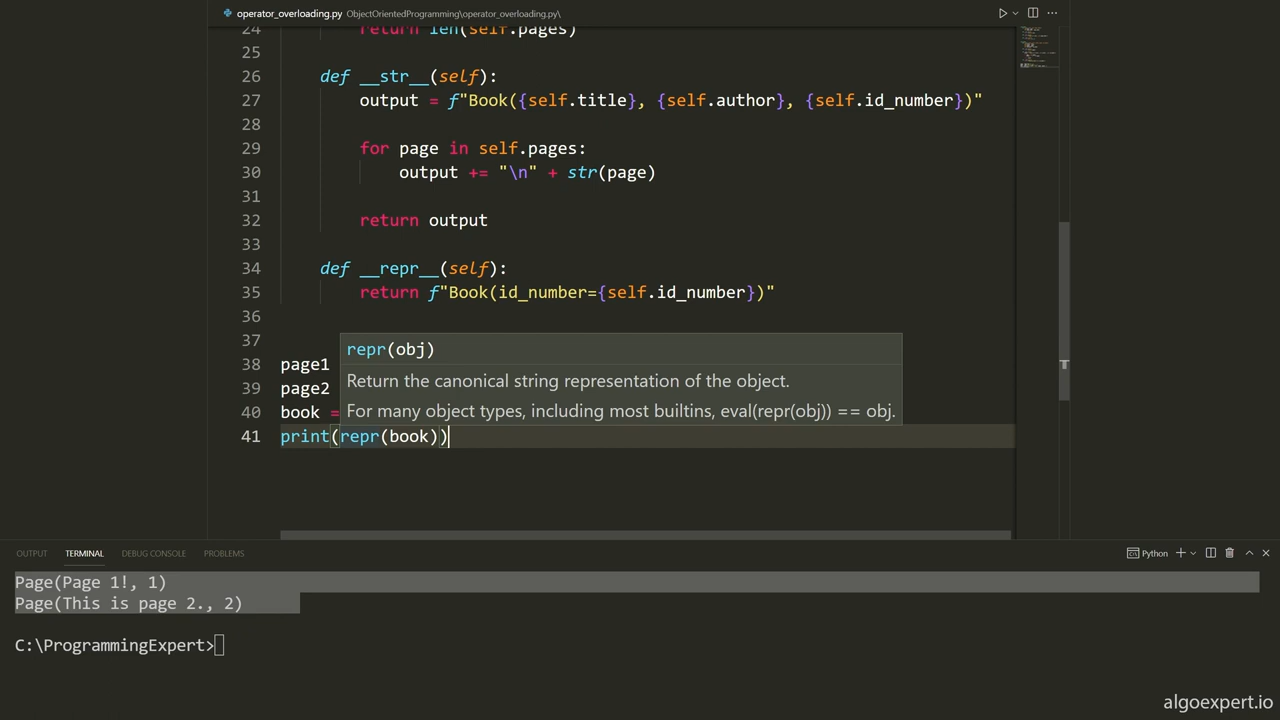 operator_overloading.py ObjectOrientedProgramming\operator_overloading.py\
24 return len(self.pages)
25
26 def __str__(self):
27 output = f"Book({self.title}, {self.author}, {self.id_number})"
28
29 for page in self.pages:
30 output += "\n" + str(page)
31
32 return output
33
34 def __repr__(self):
35 return f"Book(id_number={self.id_number})"
36
37
repr(obj)
38 page1
Return the canonical string representation of the object.
39 page2
For many object types, including most builtins, eval(repr(obj)) == obj.
40 book =
41 print(repr(book))
OUTPUT TERMINAL DEBUG CONSOLE PROBLEMS Python
Page(Page 1!, 1)
Page(This is page 2., 2)
C:\ProgrammingExpert>
algoexpert.io